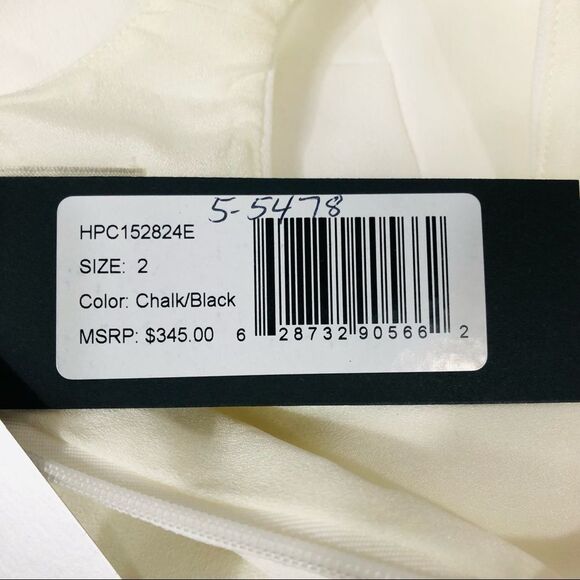 5-5478
HPC152824E
SIZE: 2
Color: Chalk/Black
MSRP: $345.00
6 28732 90566 2